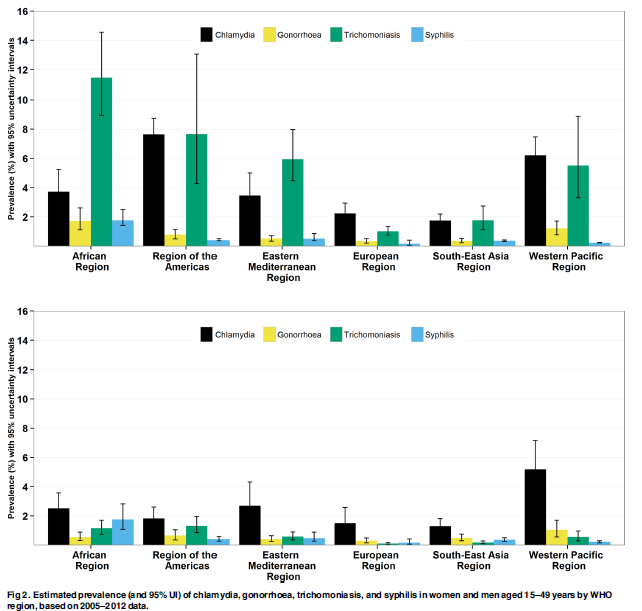 Prevalence (%) with 95% uncertainty intervals
16
14
12
10
8
6
4
2
Chlamydia Gonorrhoea Trichomoniasis Syphilis
African Region
Region of the Americas
Eastern Mediterranean Region
European Region
South-East Asia Region
Western Pacific Region
Prevalence (%) with 95% uncertainty intervals
16
14
12
10
8
6
4
2
Chlamydia Gonorrhoea Trichomoniasis Syphilis
African Region
Region of the Americas
Eastern Mediterranean Region
European Region
South-East Asia Region
Western Pacific Region
Fig 2. Estimated prevalence (and 95% UI) of chlamydia, gonorrhoea, trichomoniasis, and syphilis in women and men aged 15–49 years by WHO
region, based on 2005–2012 data.